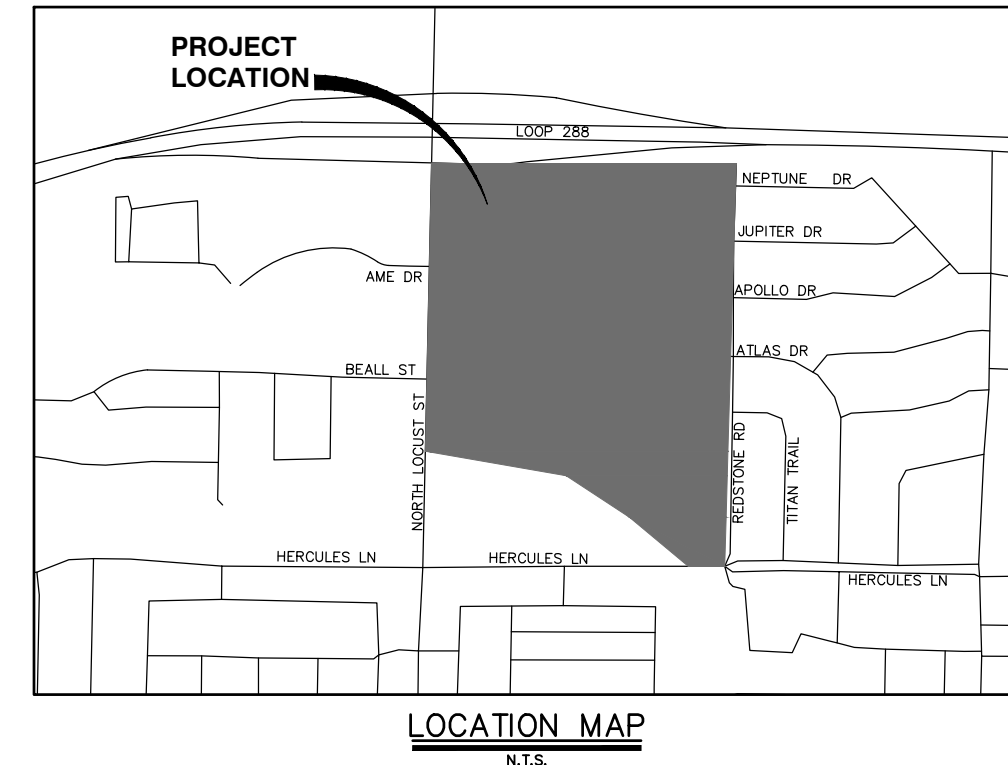 PROJECT
LOCATION
LOOP 288
NEPTUNE DR
JUPITER DR
AME DR
APOLLO DR
ATLAS DR
BEALL ST
NORTH LOCUST ST
REDSTONE RD
TITAN TRAIL
HERCULES LN
HERCULES LN
HERCULES LN
LOCATION MAP
N.T.S.